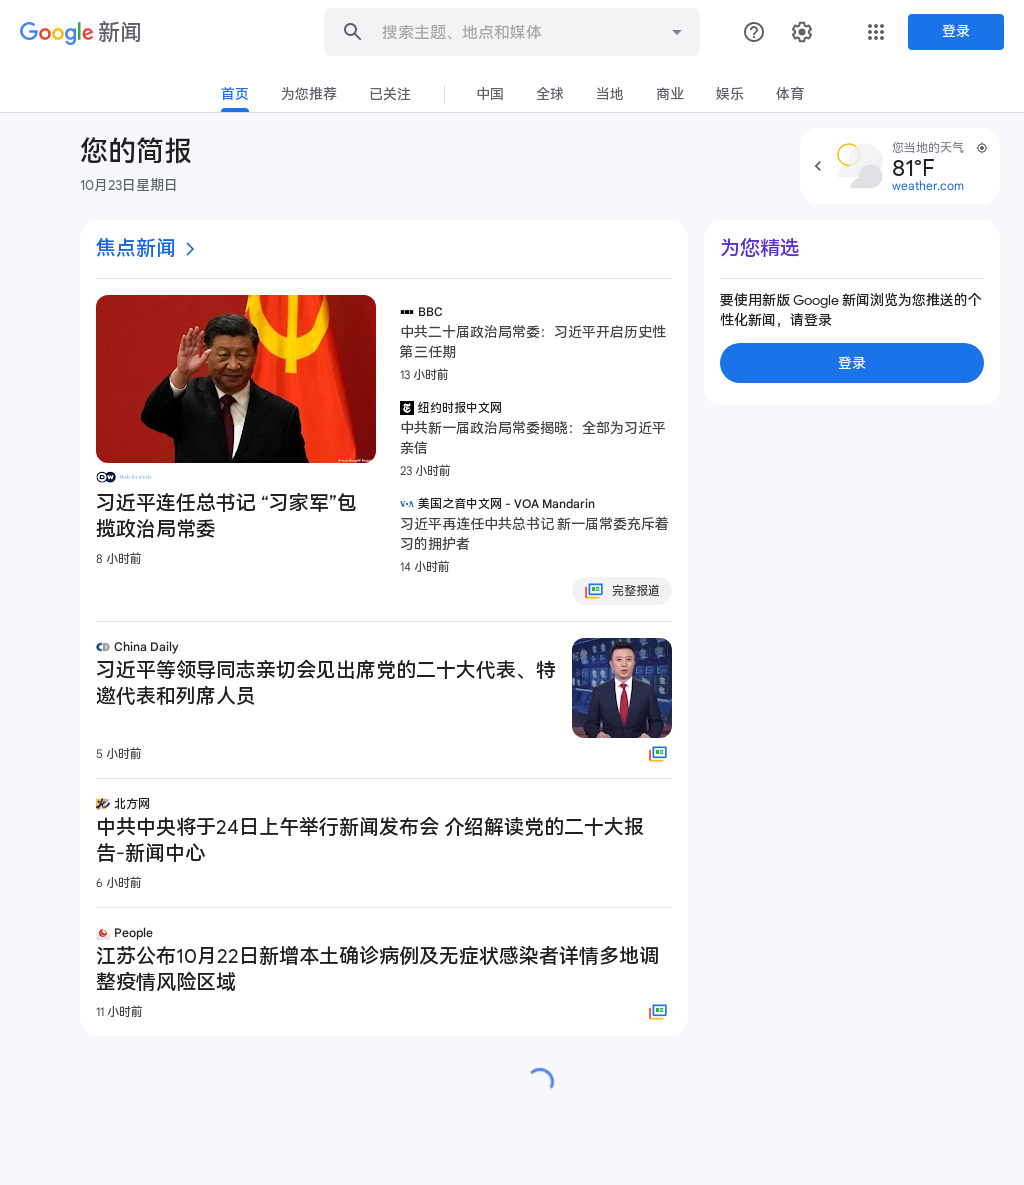 Google 新闻
搜索主题、地点和媒体
登录
首页
为您推荐
已关注
中国
全球
当地
商业
娱乐
体育
您的简报
10月23日星期日
您当地的天气
81°F
weather.com
焦点新闻
DW Made for minds
习近平连任总书记 “习家军”包
揽政治局常委
8 小时前
BBC
中共二十届政治局常委：习近平开启历史性
第三任期
13 小时前
纽约时报中文网
中共新一届政治局常委揭晓：全部为习近平
亲信
23 小时前
VOA 美国之音中文网 - VOA Mandarin
习近平再连任中共总书记 新一届常委充斥着
习的拥护者
14 小时前
完整报道
China Daily
习近平等领导同志亲切会见出席党的二十大代表、特
邀代表和列席人员
5 小时前
北方网
中共中央将于24日上午举行新闻发布会 介绍解读党的二十大报
告-新闻中心
6 小时前
People
江苏公布10月22日新增本土确诊病例及无症状感染者详情多地调
整疫情风险区域
11 小时前
为您精选
要使用新版 Google 新闻浏览为您推送的个
性化新闻，请登录
登录